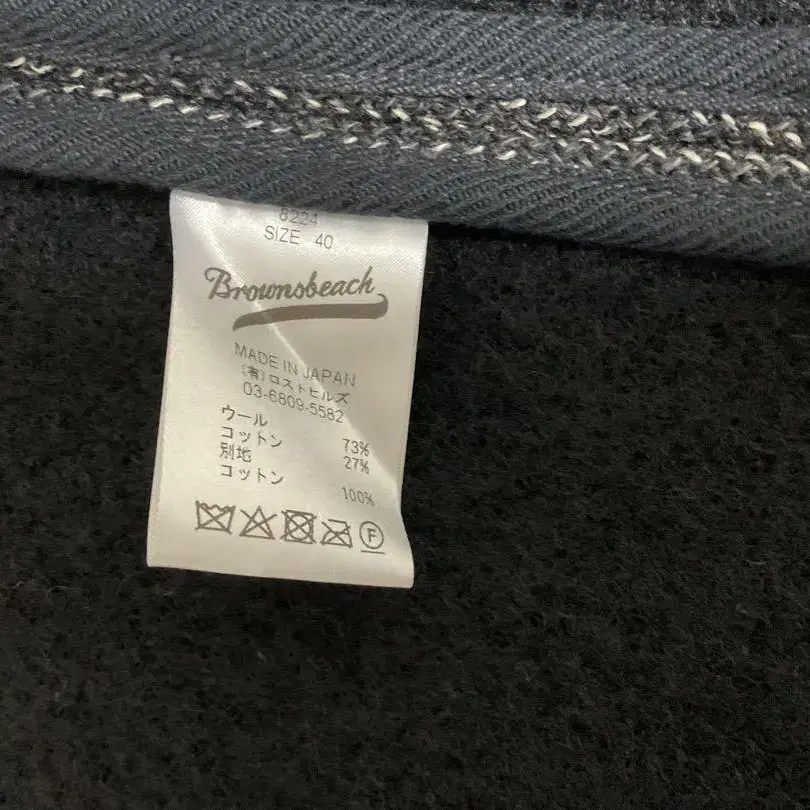 6224
SIZE 40
Brownsbeach
MADE IN JAPAN
(有)ロストヒルズ
03-6809-5582
ウール 73%
コットン 27%
別地
コットン 100%
F